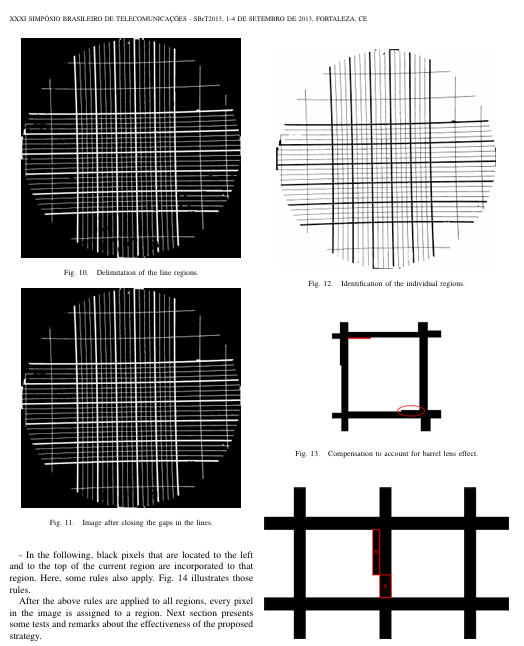 XXXI SIMPÓSIO BRASILEIRO DE TELECOMUNICAÇÕES - SBrT2013, 1-4 DE SETEMBRO DE 2013, FORTALEZA, CE
Fig. 10. Delimitation of the line regions.
Fig. 11. Image after closing the gaps in the lines.
- In the following, black pixels that are located to the left
and to the top of the current region are incorporated to that
region. Here, some rules also apply. Fig. 14 illustrates those
rules.
After the above rules are applied to all regions, every pixel
in the image is assigned to a region. Next section presents
some tests and remarks about the effectiveness of the proposed
strategy.
Fig. 12. Identification of the individual regions.
Fig. 13. Compensation to account for barrel lens effect.